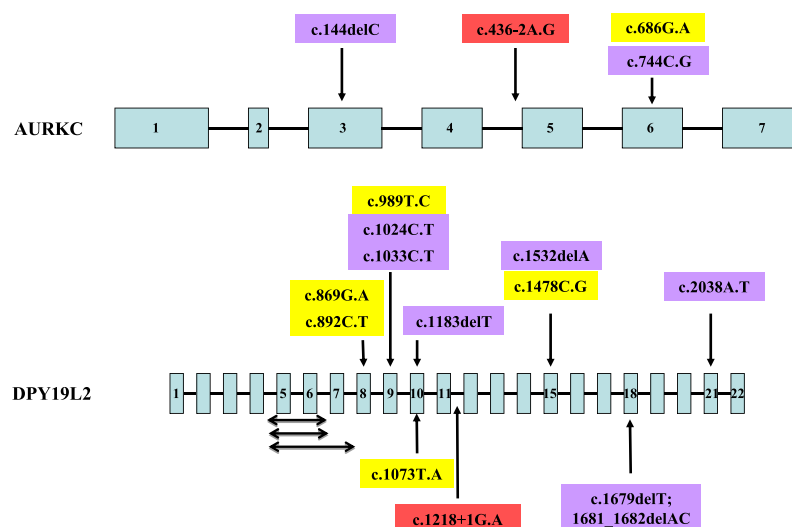 c.144delC
c.436-2A.G
c.686G.A
c.744C.G
AURKC
1
2
3
4
5
6
7
c.989T.C
c.1024C.T
c.1033C.T
c.869G.A
c.892C.T
c.1183delT
c.1532delA
c.1478C.G
c.2038A.T
DPY19L2
1
5
6
7
8
9
10
11
15
18
21
22
c.1073T.A
c.1218+1G.A
c.1679delT;
1681_1682delAC